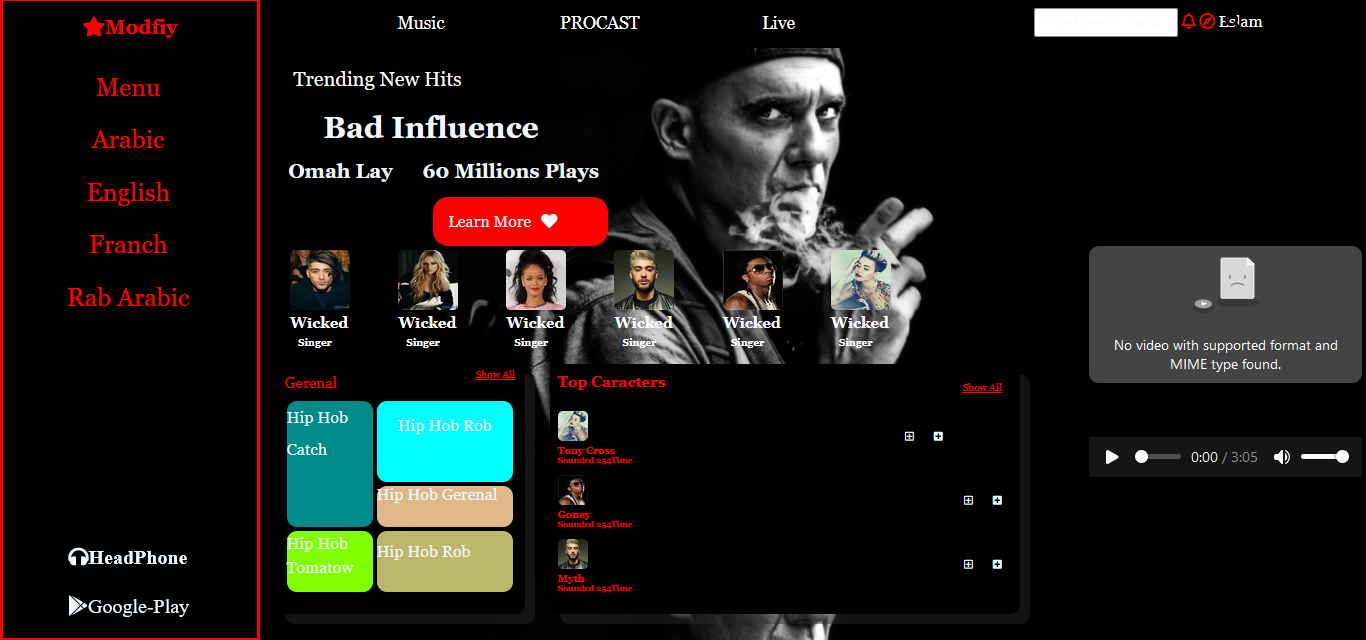 Modfiy
Menu
Arabic
English
Franch
Rab Arabic
HeadPhone
Google-Play
Music
PROCAST
Live
Eslam
Trending New Hits
Bad Influence
Omah Lay
60 Millions Plays
Learn More
Wicked
Singer
Wicked
Singer
Wicked
Singer
Wicked
Singer
Wicked
Singer
Wicked
Singer
Gerenal
Show All
Hip Hob
Catch
Hip Hob Rob
Hip Hob Gerenal
Hip Hob
Tomatow
Hip Hob Rob
Top Caracters
Show All
Tony Cross
Sounded 254Time
Goney
Sounded 254Time
Myth
Sounded 254Time
No video with supported format and
MIME type found.
0:00 / 3:05